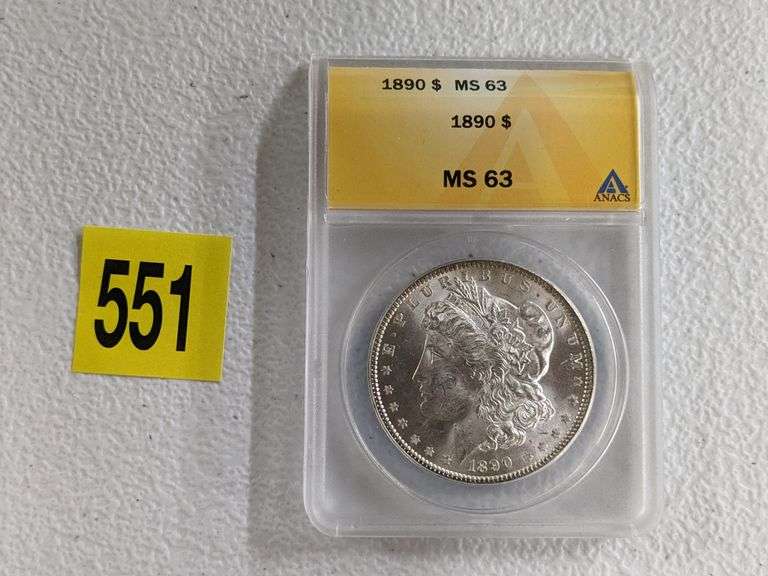 1890 $ MS 63
1890 $
MS 63
ANACS
551
E · PLURIBUS · UNUM
1890